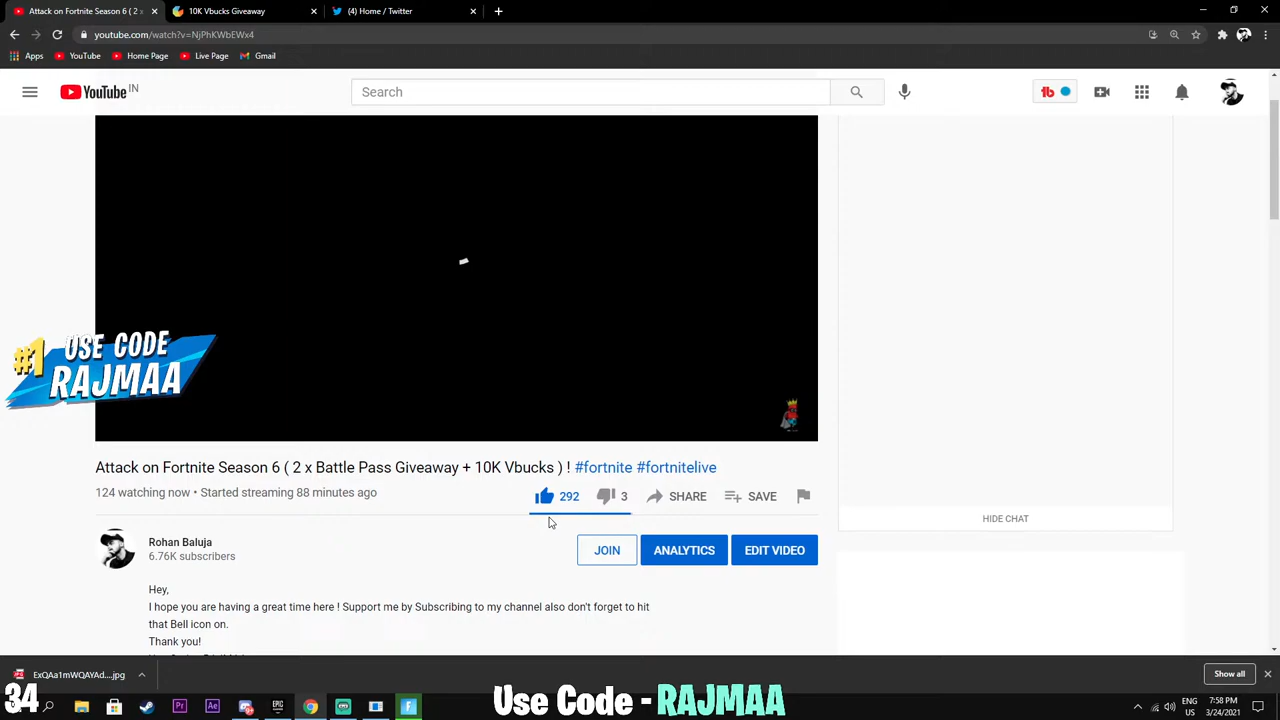 Attack on Fortnite Season 6 ( 2 x
10K Vbucks Giveaway
(4) Home / Twitter
youtube.com/watch?v=NjPhKWbEWx4
Apps
YouTube
Home Page
Live Page
Gmail
YouTube IN
Search
#1 USE CODE
RAJMAA
Attack on Fortnite Season 6 ( 2 x Battle Pass Giveaway + 10K Vbucks ) ! #fortnite #fortnitelive
124 watching now • Started streaming 88 minutes ago
292
3
SHARE
SAVE
HIDE CHAT
Rohan Baluja
6.76K subscribers
JOIN
ANALYTICS
EDIT VIDEO
Hey,
I hope you are having a great time here ! Support me by Subscribing to my channel also don't forget to hit
that Bell icon on.
Thank you!
ExQAa1mWQAYAd....jpg
Show all
34
Use Code - RAJMAA
ENG
US
7:58 PM
3/24/2021